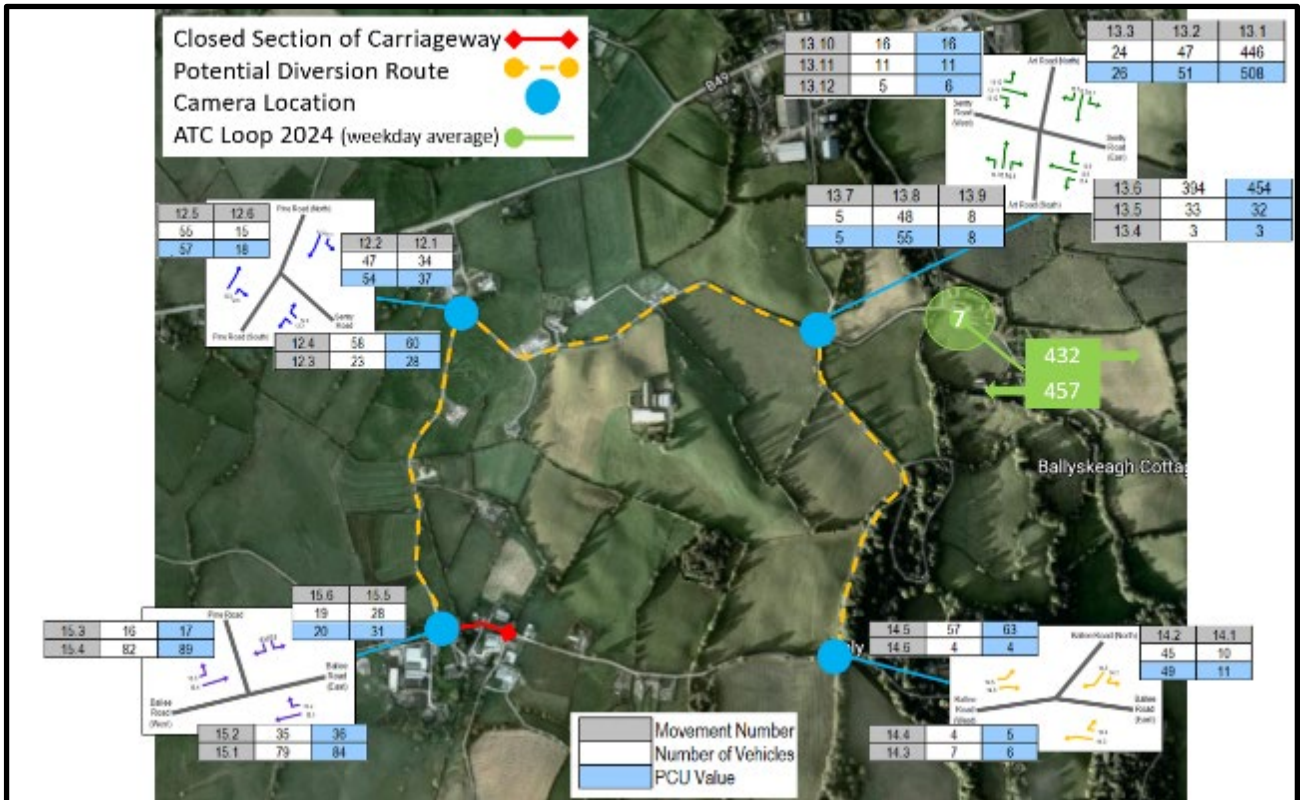 Closed Section of Carriageway
Potential Diversion Route
Camera Location
ATC Loop 2024 (weekday average)
B49
13.10 16 16
13.11 11 11
13.12 5 6
13.3 13.2 13.1
24 47 446
26 51 508
Art Road (North)
Sentry Road (West)
Sentry Road (East)
Art Road (South)
13.7 13.8 13.9
5 48 8
5 55 8
13.6 394 454
13.5 33 32
13.4 3 3
12.5 12.6
55 15
57 18
Pine Road (North)
12.2 12.1
47 34
54 37
Sentry Road
Pine Road (South)
12.4 58 60
12.3 23 28
7
432
457
Ballyskeagh Cottag
15.6 15.5
19 28
20 31
Pine Road
15.3 16 17
15.4 82 89
Ballee Road (East)
Ballee Road (West)
15.2 35 36
15.1 79 84
14.5 57 63
14.6 4 4
Ballee Road (North)
14.2 14.1
45 10
49 11
Ballee Road (West)
Ballee Road (East)
14.4 4 5
14.3 7 6
Movement Number
Number of Vehicles
PCU Value